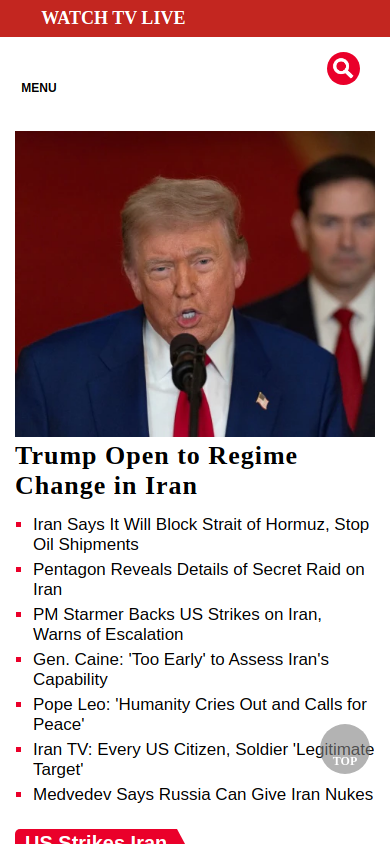 WATCH TV LIVE
MENU
Trump Open to Regime
Change in Iran
Iran Says It Will Block Strait of Hormuz, Stop
Oil Shipments
Pentagon Reveals Details of Secret Raid on
Iran
PM Starmer Backs US Strikes on Iran,
Warns of Escalation
Gen. Caine: 'Too Early' to Assess Iran's
Capability
Pope Leo: 'Humanity Cries Out and Calls for
Peace'
Iran TV: Every US Citizen, Soldier 'Legitimate
Target'
TOP
Medvedev Says Russia Can Give Iran Nukes
US Strikes Iran